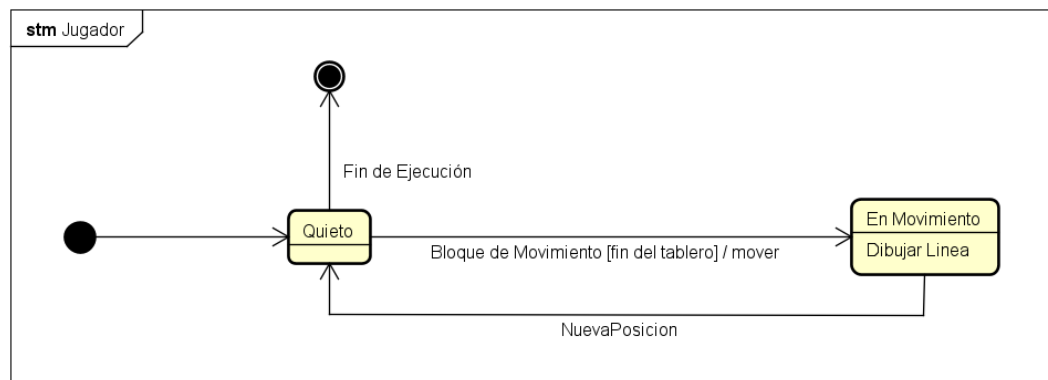 stm Jugador
Fin de Ejecución
Quieto
En Movimiento
Dibujar Linea
Bloque de Movimiento [fin del tablero] / mover
NuevaPosicion